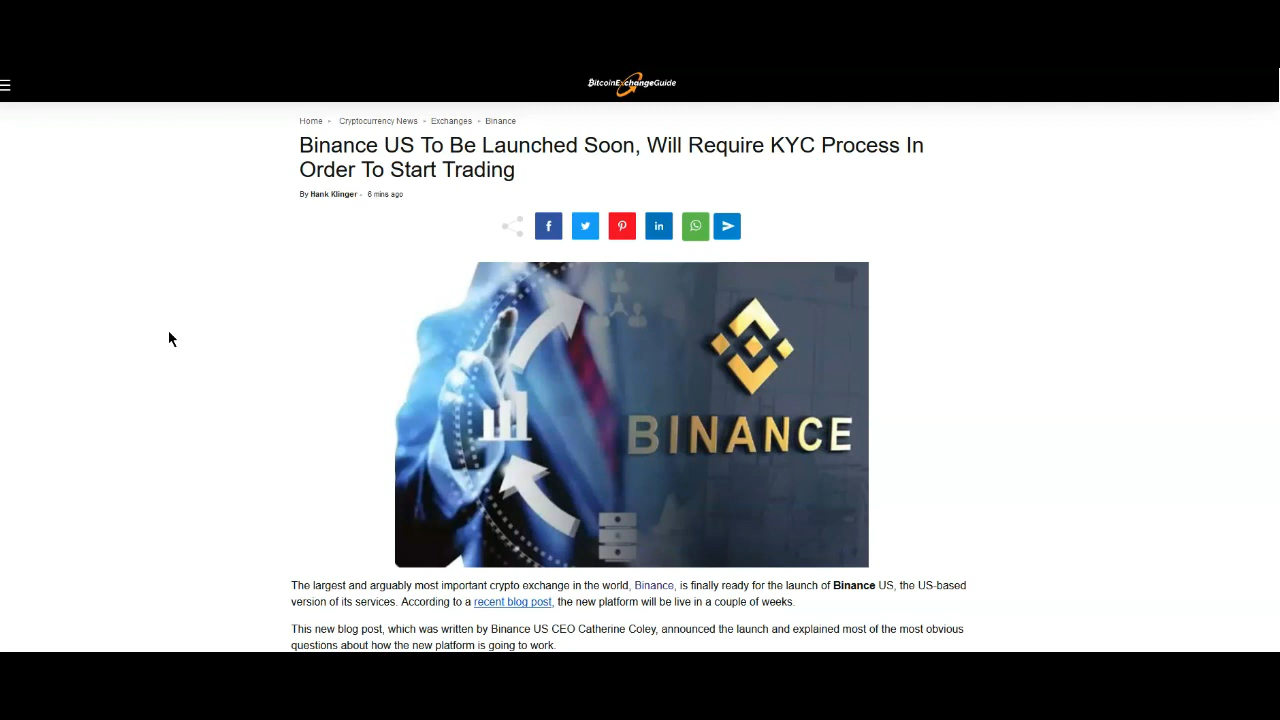 BitcoinExchangeGuide
Home ▸ Cryptocurrency News ▸ Exchanges ▸ Binance
Binance US To Be Launched Soon, Will Require KYC Process In
Order To Start Trading
By Hank Klinger - 6 mins ago
BINANCE
The largest and arguably most important crypto exchange in the world, Binance, is finally ready for the launch of Binance US, the US-based
version of its services. According to a recent blog post, the new platform will be live in a couple of weeks.
This new blog post, which was written by Binance US CEO Catherine Coley, announced the launch and explained most of the most obvious
questions about how the new platform is going to work.